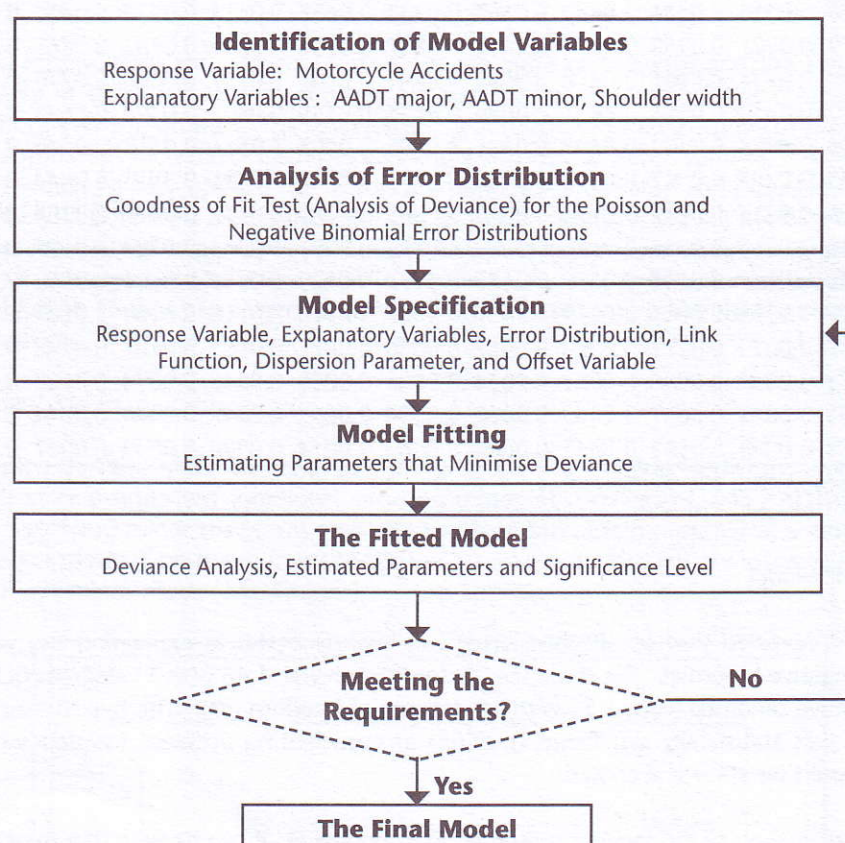 Identification of Model Variables
Response Variable: Motorcycle Accidents
Explanatory Variables : AADT major, AADT minor, Shoulder width
Analysis of Error Distribution
Goodness of Fit Test (Analysis of Deviance) for the Poisson and
Negative Binomial Error Distributions
Model Specification
Response Variable, Explanatory Variables, Error Distribution, Link
Function, Dispersion Parameter, and Offset Variable
Model Fitting
Estimating Parameters that Minimise Deviance
The Fitted Model
Deviance Analysis, Estimated Parameters and Significance Level
Meeting the
Requirements?
No
Yes
The Final Model